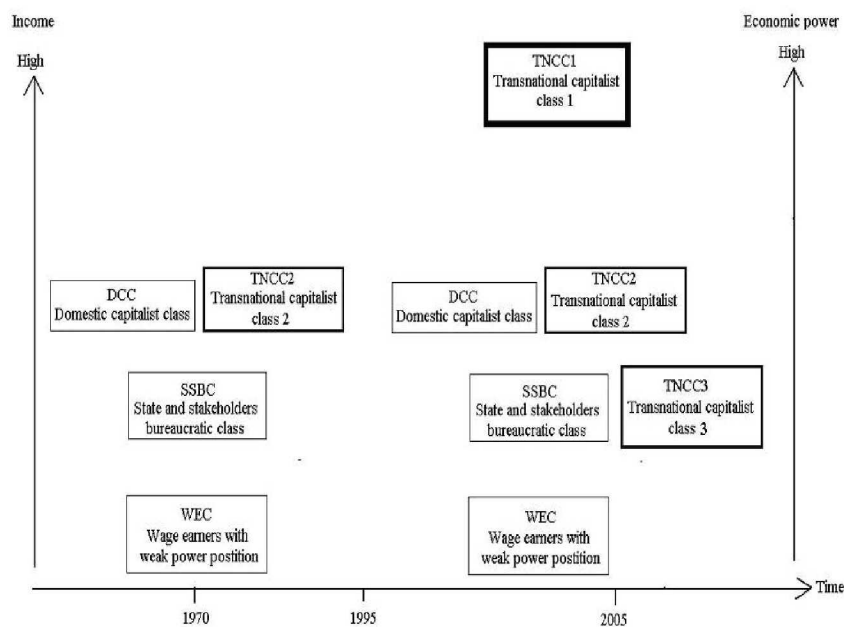 Income
Economic power
High
High
TNCC1
Transnational capitalist
class 1
DCC
Domestic capitalist class
TNCC2
Transnational capitalist
class 2
DCC
Domestic capitalist class
TNCC2
Transnational capitalist
class 2
SSBC
State and stakeholders
bureaucratic class
SSBC
State and stakeholders
bureaucratic class
TNCC3
Transnational capitalist
class 3
WEC
Wage earners with
weak power postition
WEC
Wage earners with
weak power postition
Time
1970
1995
2005